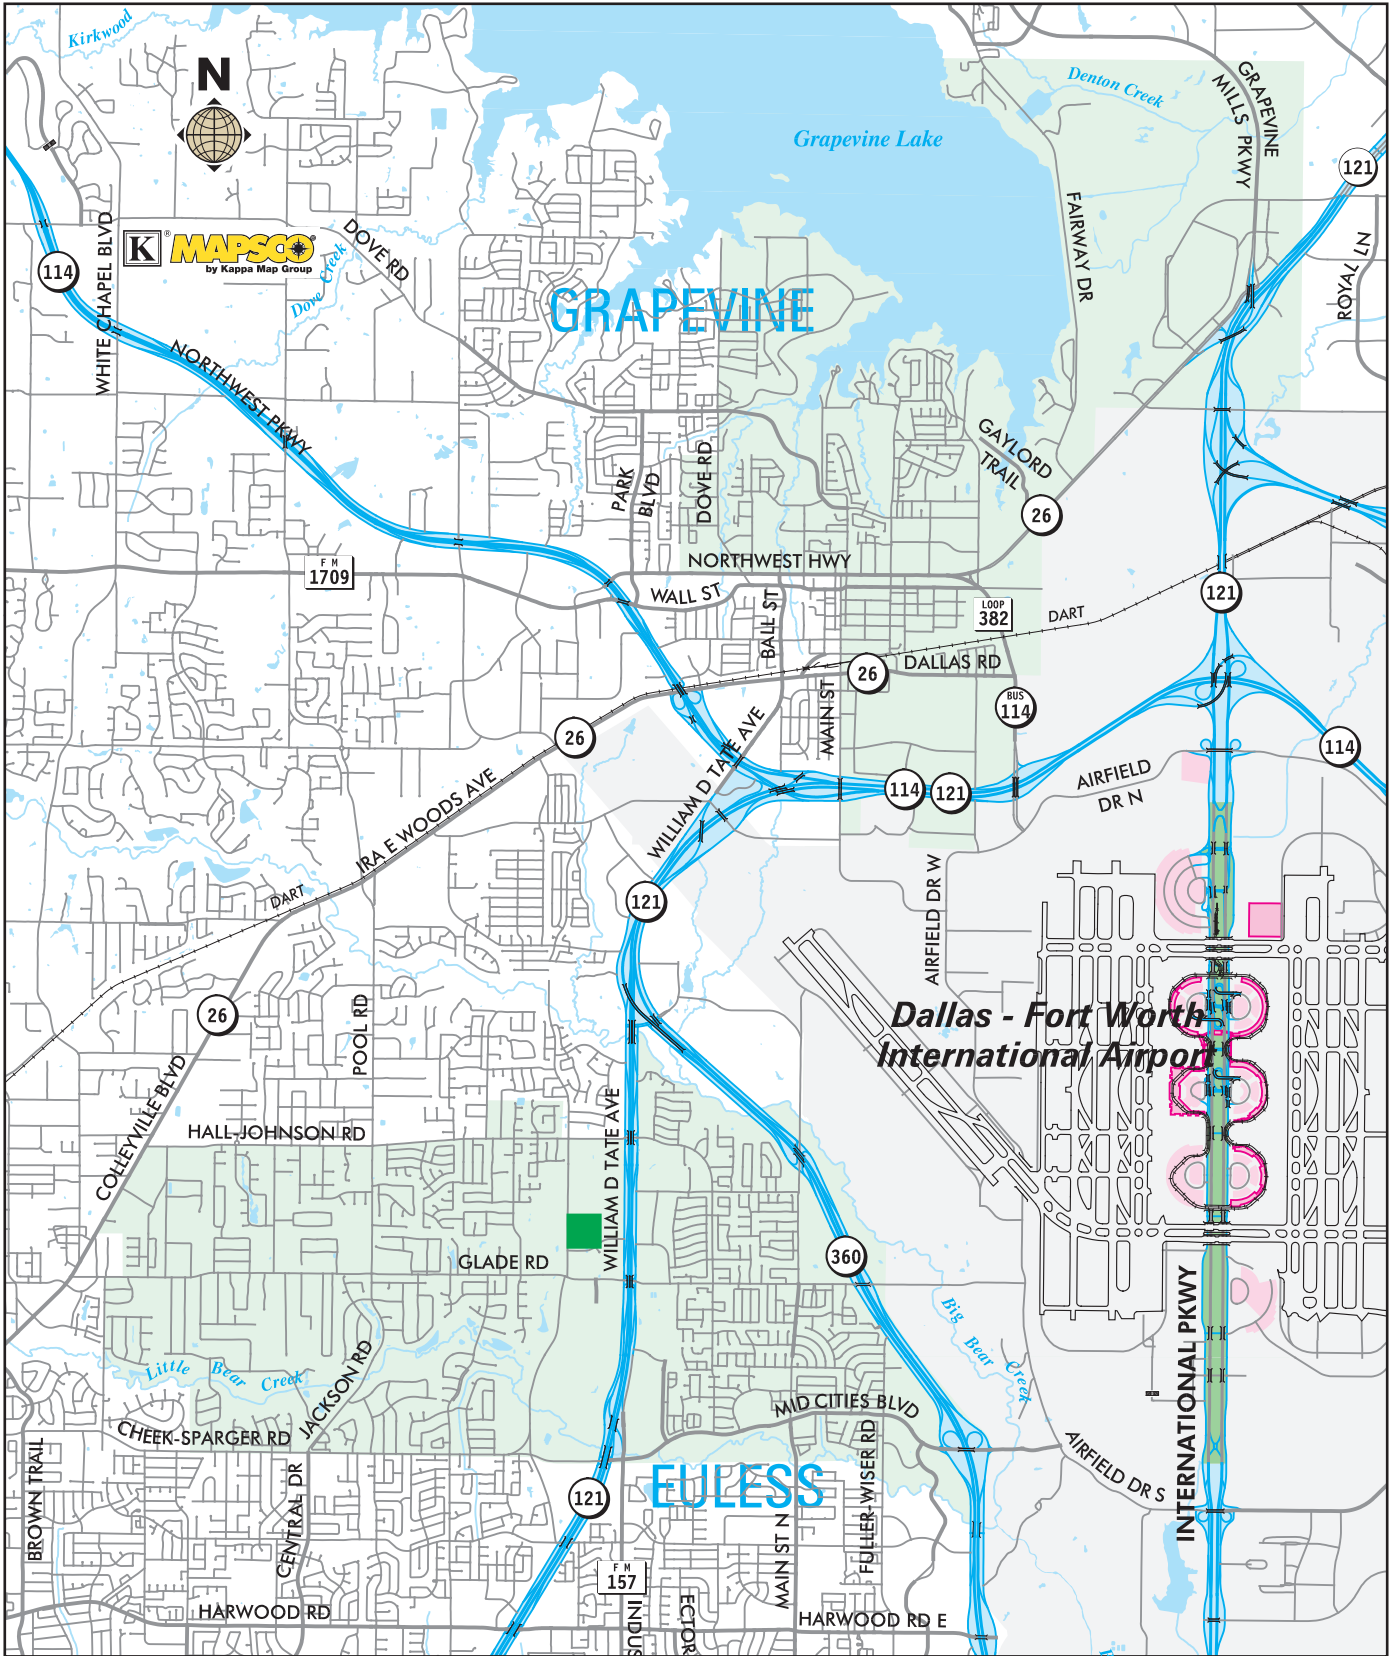 Kirkwood
N
Denton Creek
GRAPEVINE
MILLS PKWY
Grapevine Lake
121
WHITE CHAPEL BLVD
K
®
MAPSCO
®
by Kappa Map Group
DOVE RD
Dove Creek
FAIRWAY DR
ROYAL LN
114
GRAPEVINE
NORTHWEST PKWY
PARK
BLVD
DOVE RD
GAYLORD
TRAIL
26
FM
1709
NORTHWEST HWY
WALL ST
BALL ST
LOOP
382
DART
121
26
DALLAS RD
MAIN ST
BUS
114
26
WILLIAM D TATE AVE
114
114
121
AIRFIELD
DR N
IRA E WOODS AVE
DART
121
AIRFIELD DR W
26
POOL RD
Dallas - Fort Worth
International Airport
COLLEYVILLE BLVD
HALL-JOHNSON RD
WILLIAM D TATE AVE
GLADE RD
360
INTERNATIONAL PKWY
Big Bear Creek
Little Bear Creek
JACKSON RD
CHEEK-SPARGER RD
MID CITIES BLVD
BROWN TRAIL
CENTRAL DR
FULLER-WISER RD
AIRFIELD DR S
EULESS
121
MAIN ST N
FM
157
INDUS
ECTOR
HARWOOD RD
HARWOOD RD E